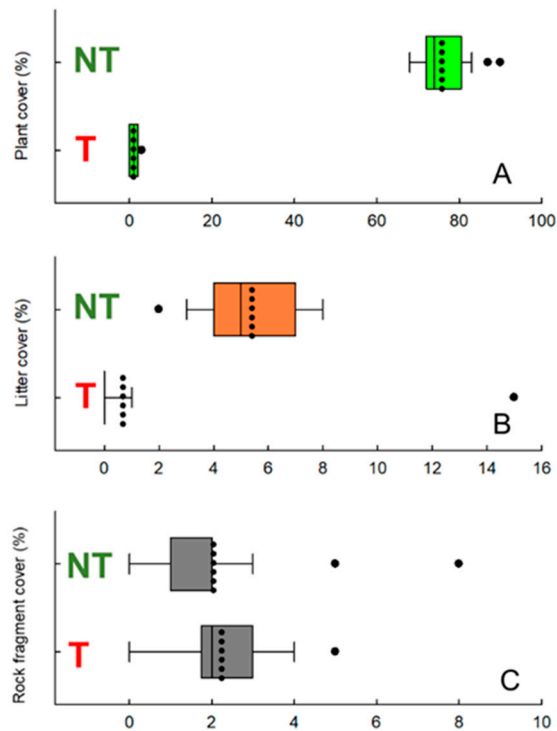 Plant cover (%)
NT
T
A
0 20 40 60 80 100
Litter cover (%)
NT
T
B
0 2 4 6 8 10 12 14 16
Rock fragment cover (%)
NT
T
C
0 2 4 6 8 10